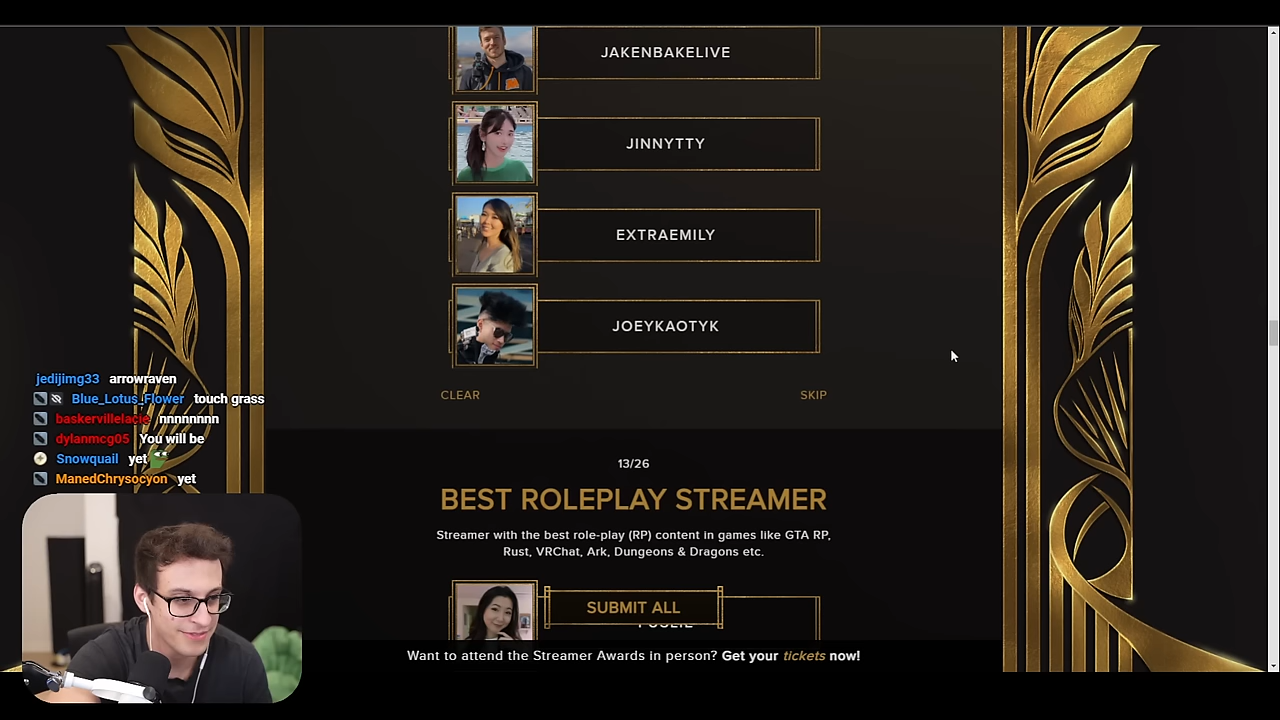 JAKENBAKELIVE
JINNYTTY
EXTRAEMILY
JOEYKAOTYK
CLEAR
SKIP
jedijimg33 arrowraven
Blue_Lotus_Flower touch grass
baskervillelacie nnnnnnnn
dylanmcg05 You will be
Snowquail yet
ManedChrysocyon yet
13/26
BEST ROLEPLAY STREAMER
Streamer with the best role-play (RP) content in games like GTA RP,
Rust, VRChat, Ark, Dungeons & Dragons etc.
SUBMIT ALL
Want to attend the Streamer Awards in person? Get your tickets now!